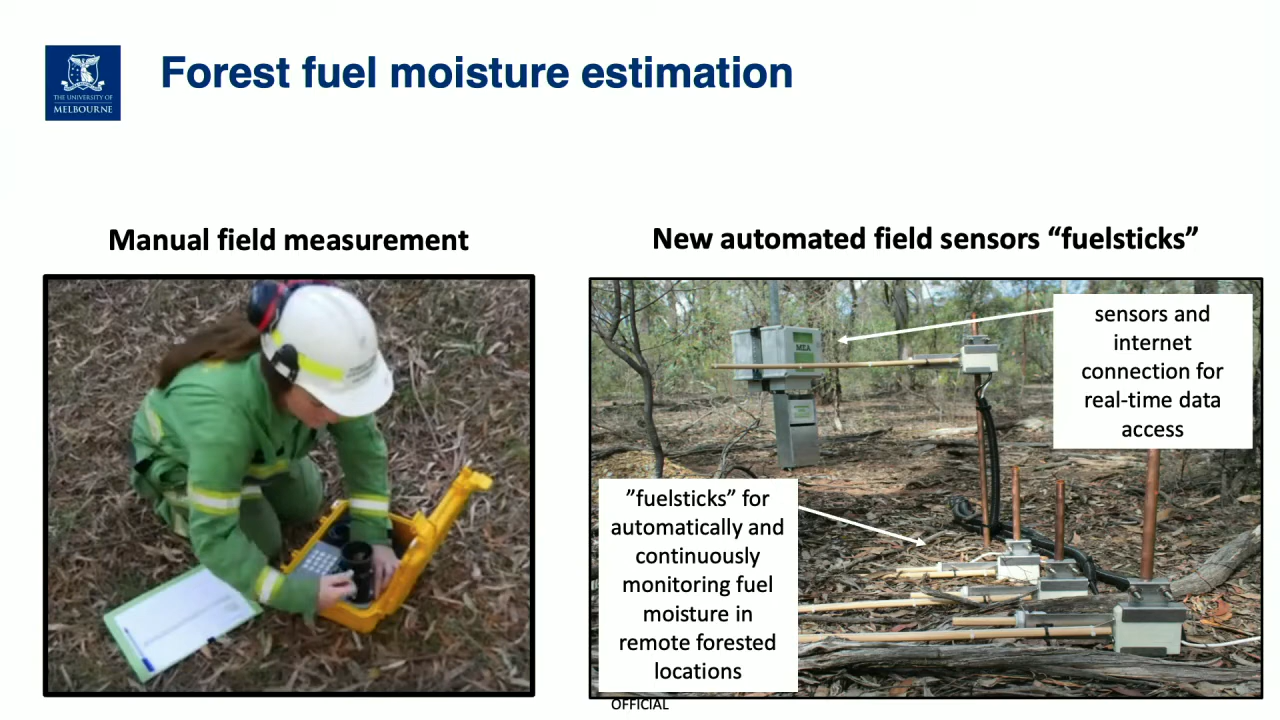 Forest fuel moisture estimation
THE UNIVERSITY OF
MELBOURNE
Manual field measurement
New automated field sensors “fuelsticks”
MEA
sensors and
internet
connection for
real-time data
access
”fuelsticks” for
automatically and
continuously
monitoring fuel
moisture in
remote forested
locations
OFFICIAL